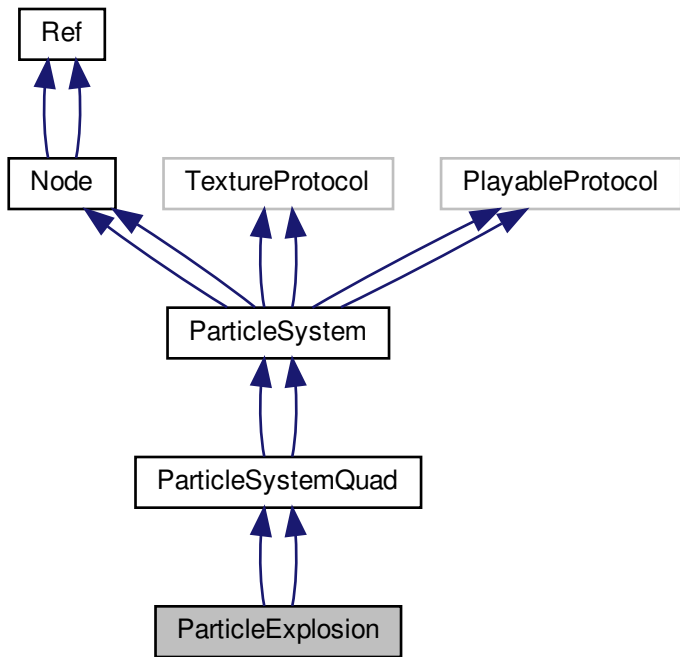 Ref
Node
TextureProtocol
PlayableProtocol
ParticleSystem
ParticleSystemQuad
ParticleExplosion